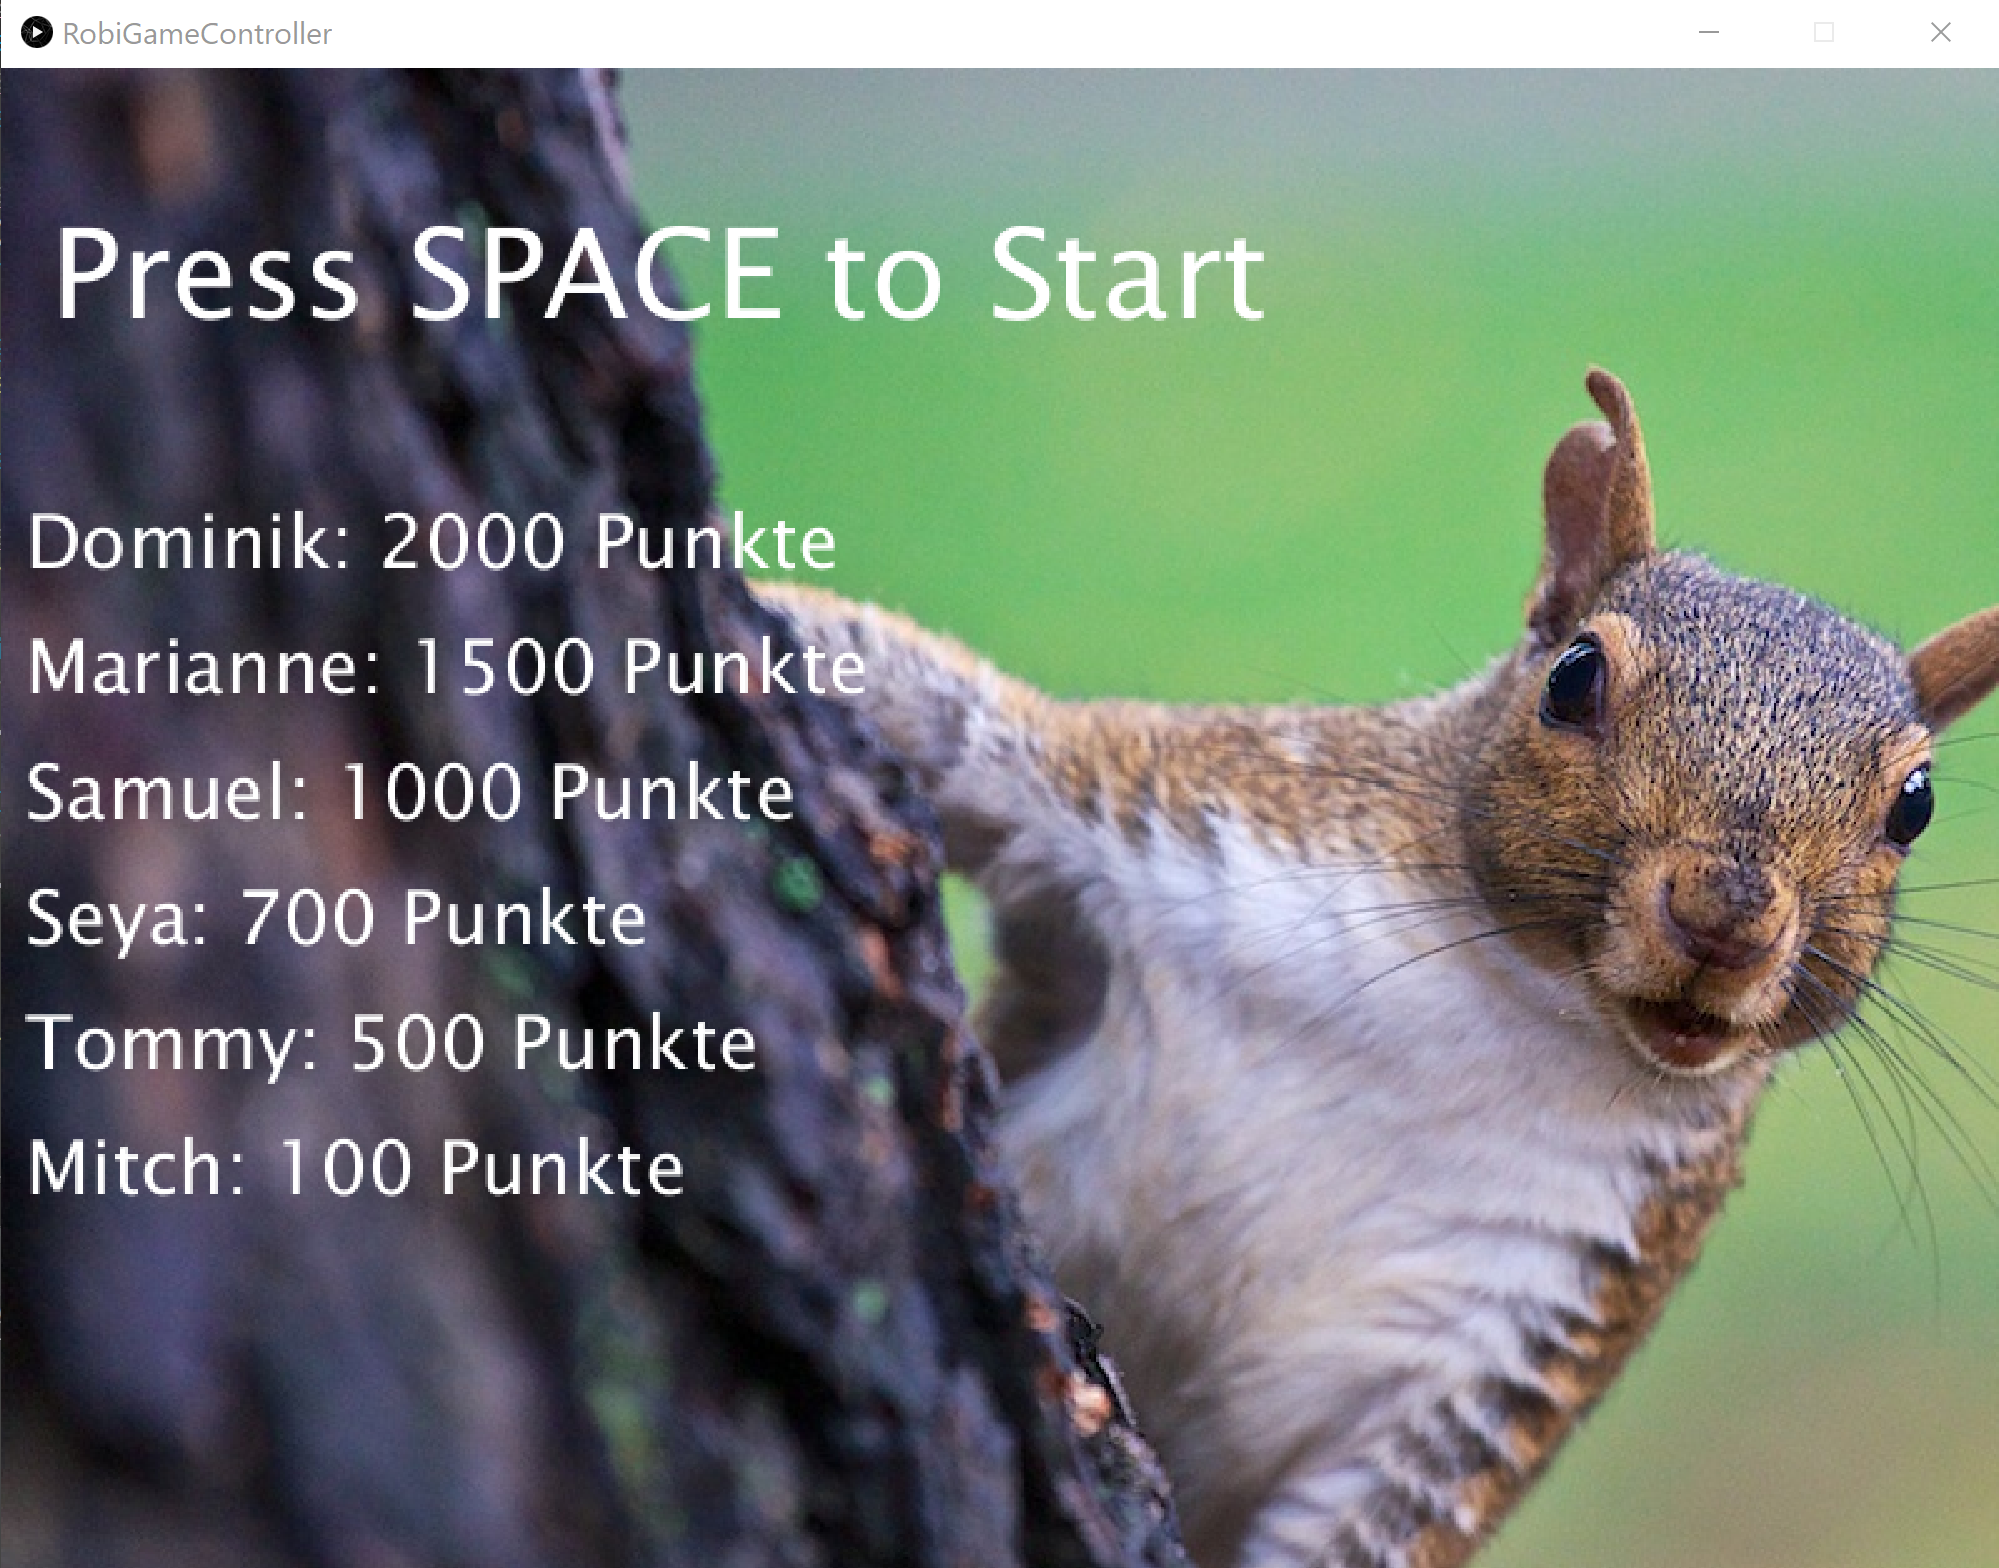 RobiGameController
Press SPACE to Start
Dominik: 2000 Punkte
Marianne: 1500 Punkte
Samuel: 1000 Punkte
Seya: 700 Punkte
Tommy: 500 Punkte
Mitch: 100 Punkte